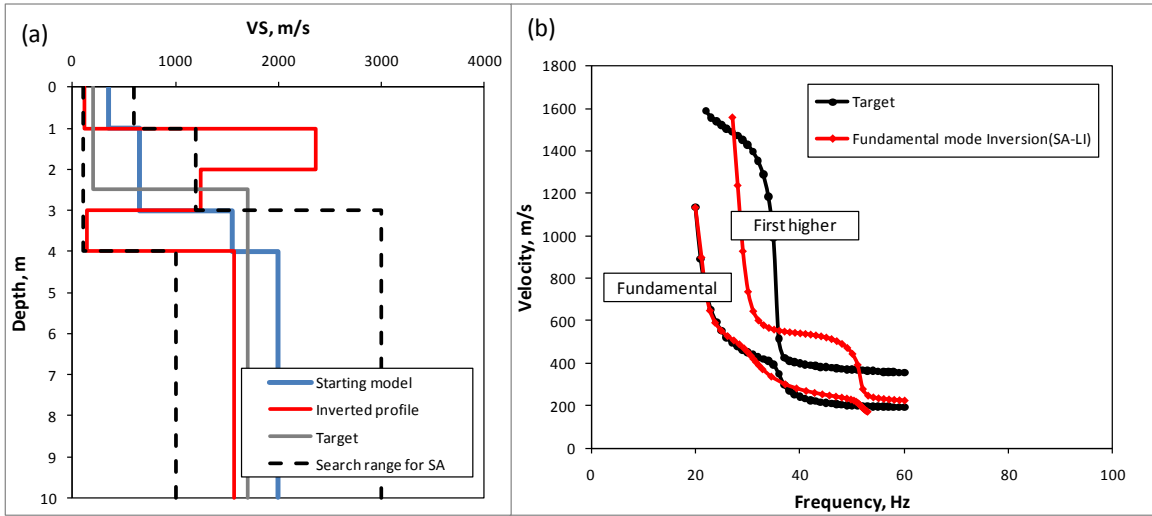 (a)
VS, m/s
0 1000 2000 3000 4000
0
1
2
3
4
5
6
7
8
9
10
Depth, m
Starting model
Inverted profile
Target
Search range for SA
(b)
1800
1600
1400
1200
1000
800
600
400
200
0
Velocity, m/s
Target
Fundamental mode Inversion(SA-LI)
First higher
Fundamental
0 20 40 60 80 100
Frequency, Hz